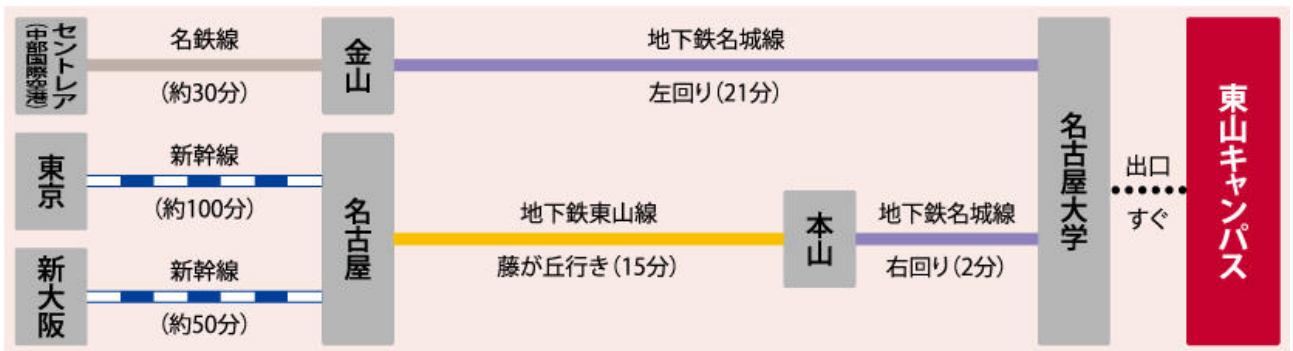 セントレア
(中部国際空港)
名鉄線
(約30分)
金山
地下鉄名城線
左回り(21分)
東京
新幹線
(約100分)
新大阪
新幹線
(約50分)
名古屋
地下鉄東山線
藤が丘行き(15分)
本山
地下鉄名城線
右回り(2分)
名古屋大学
出口
すぐ
東山キャンパス